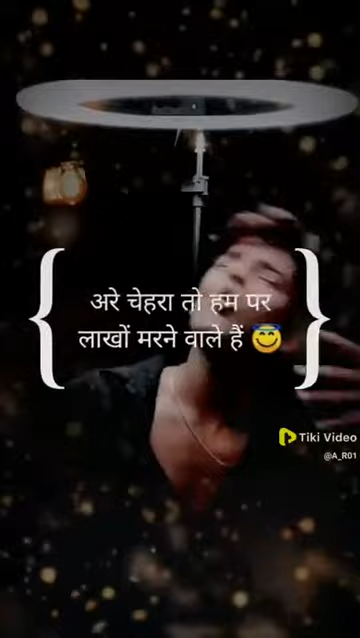 अरे चेहरा तो हम पर
लाखों मरने वाले हैं 😇
Tiki Video
@A_R01